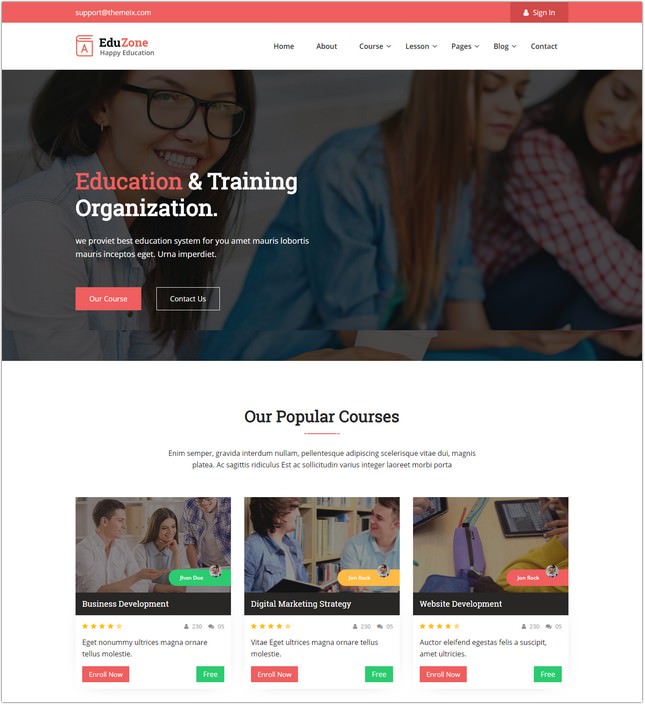 support@themeix.com
Sign In
EduZone
Happy Education
A
Home About Course Lesson Pages Blog Contact
Education & Training
Organization.
we proviet best education system for you amet mauris lobortis
mauris inceptos eget. Urna imperdiet.
Our Course Contact Us
Our Popular Courses
Enim semper, gravida interdum nullam, pellentesque adipiscing scelerisque vitae dui, magnis
platea. Ac sagittis ridiculus Est ac sollicitudin varius integer laoreet morbi porta
Jhon Doe
Business Development
230 05
Eget nonummy ultrices magna ornare
tellus molestie.
Enroll Now Free
Jon Rock
Digital Marketing Strategy
230 05
Vitae Eget ultrices magna ornare tellus
molestie.
Enroll Now Free
Jon Rock
Website Development
230 05
Auctor eleifend egestas felis a suscipit,
amet ultricies.
Enroll Now Free